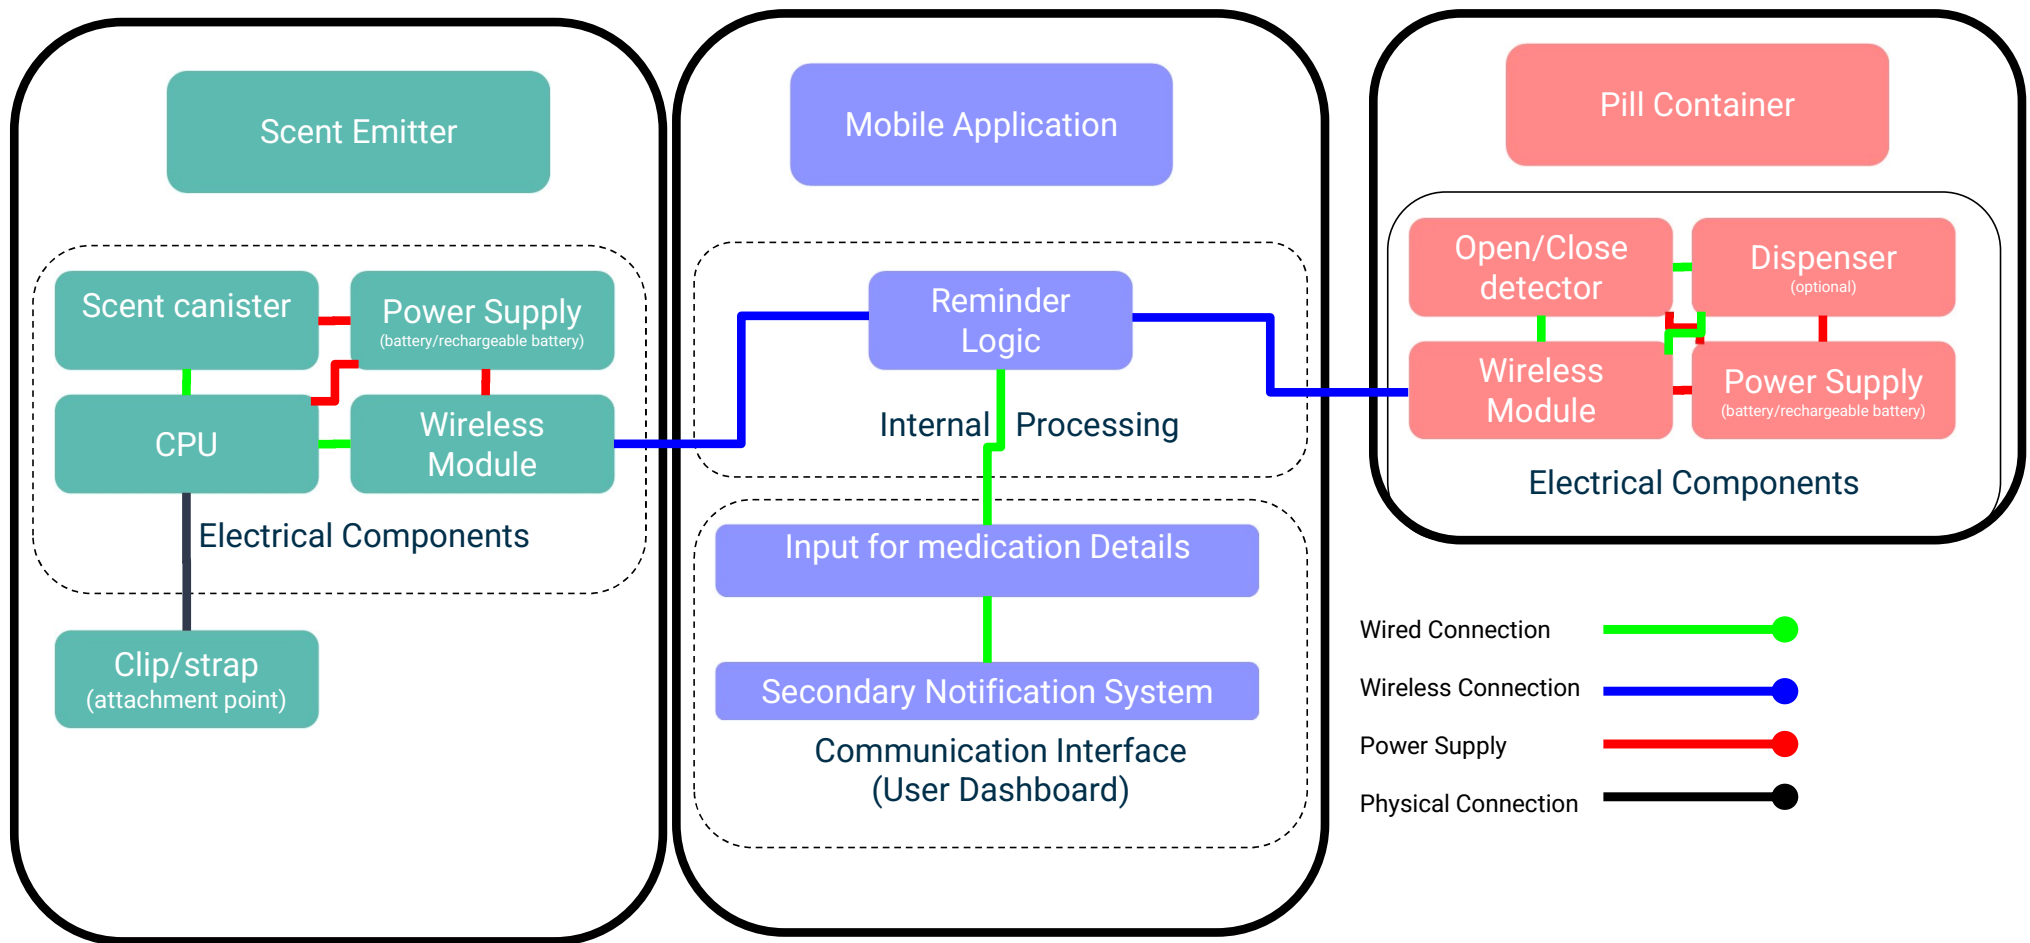 Scent Emitter
Scent canister
Power Supply
(battery/rechargeable battery)
CPU
Wireless
Module
Electrical Components
Clip/strap
(attachment point)
Mobile Application
Reminder
Logic
Internal Processing
Input for medication Details
Secondary Notification System
Communication Interface
(User Dashboard)
Pill Container
Open/Close
detector
Dispenser
(optional)
Wireless
Module
Power Supply
(battery/rechargeable battery)
Electrical Components
Wired Connection
Wireless Connection
Power Supply
Physical Connection